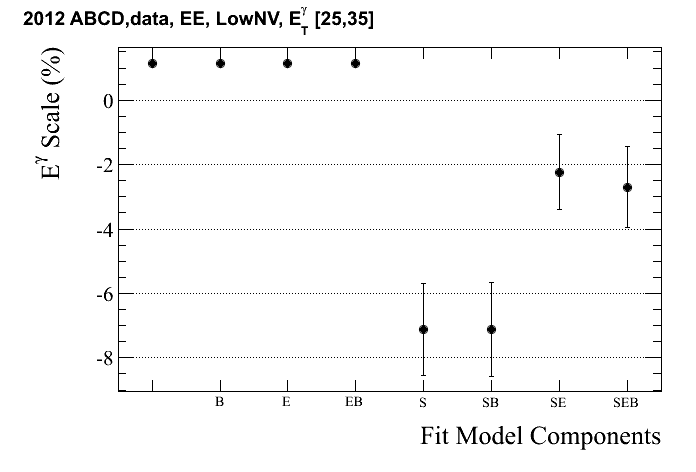 2012 ABCD,data, EE, LowNV, E_T^γ [25,35]
E^γ Scale (%)
0
-2
-4
-6
-8
B E EB S SB SE SEB
Fit Model Components